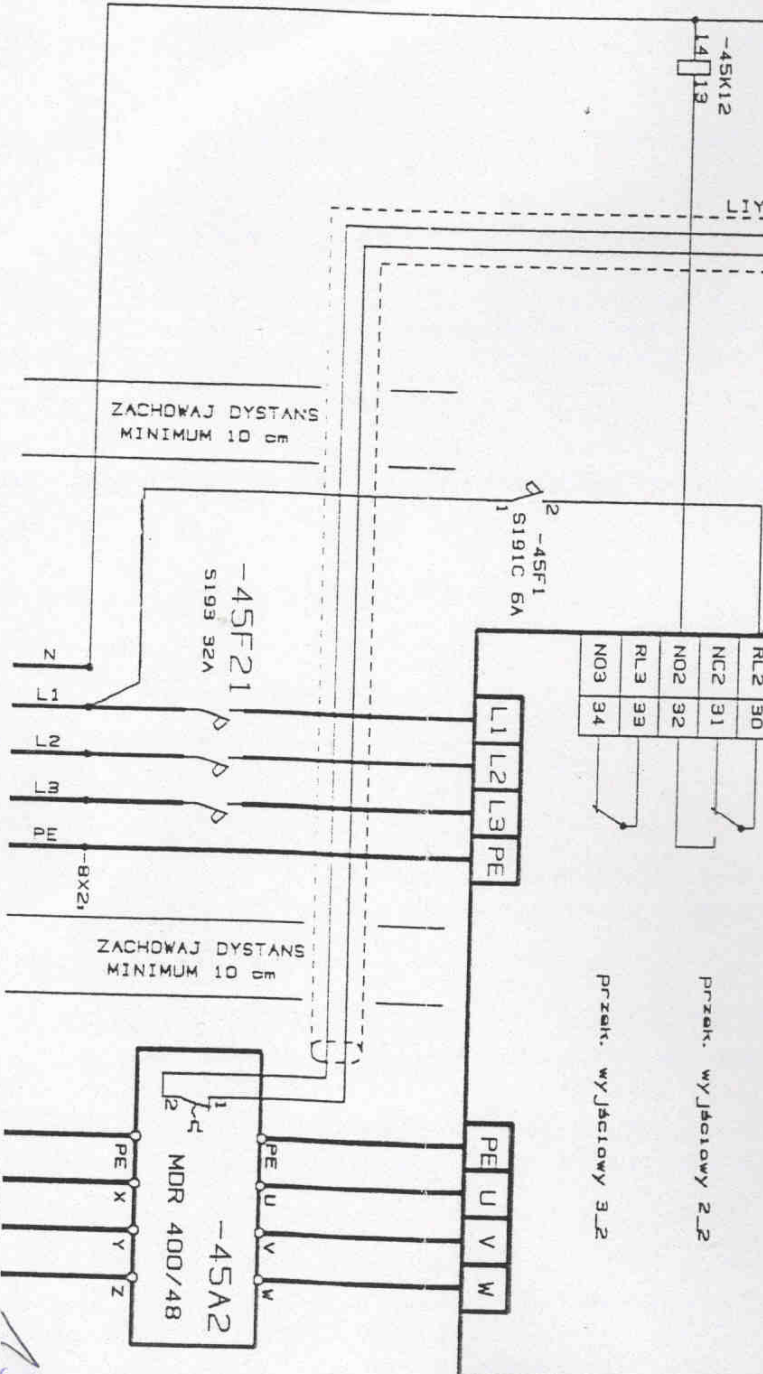 -45K12
14 13
LIY
ZACHOWAJ DYSTANS
MINIMUM 10 cm
1 2
-45F1
S191C 6A
-45F21
S193 32A
N
L1
L2
L3
PE
-8X2
L1 L2 L3 PE
RL2 30
NC2 31
NO2 32
RL3 33
NO3 34
ZACHOWAJ DYSTANS
MINIMUM 10 cm
przek. wyjściowy 2_2
przek. wyjściowy 3_2
PE U V W
1
2
-45A2
MDR 400/48
PE U V W
PE X Y Z